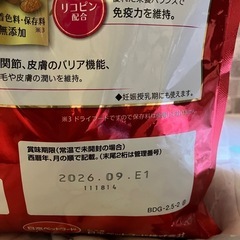 リコピン
配合
免疫力を維持。
着色料・保存料
無添加
※3
関節、皮膚のバリア機能、
毛や皮膚の潤いを維持。
◆妊娠授乳期にも使えます。
賞味期限(常温で未開封の場合)
西暦年、月の順で記載。(末尾2桁は管理番号)
2026.09.E1
111814
BDG-2.5-2.②